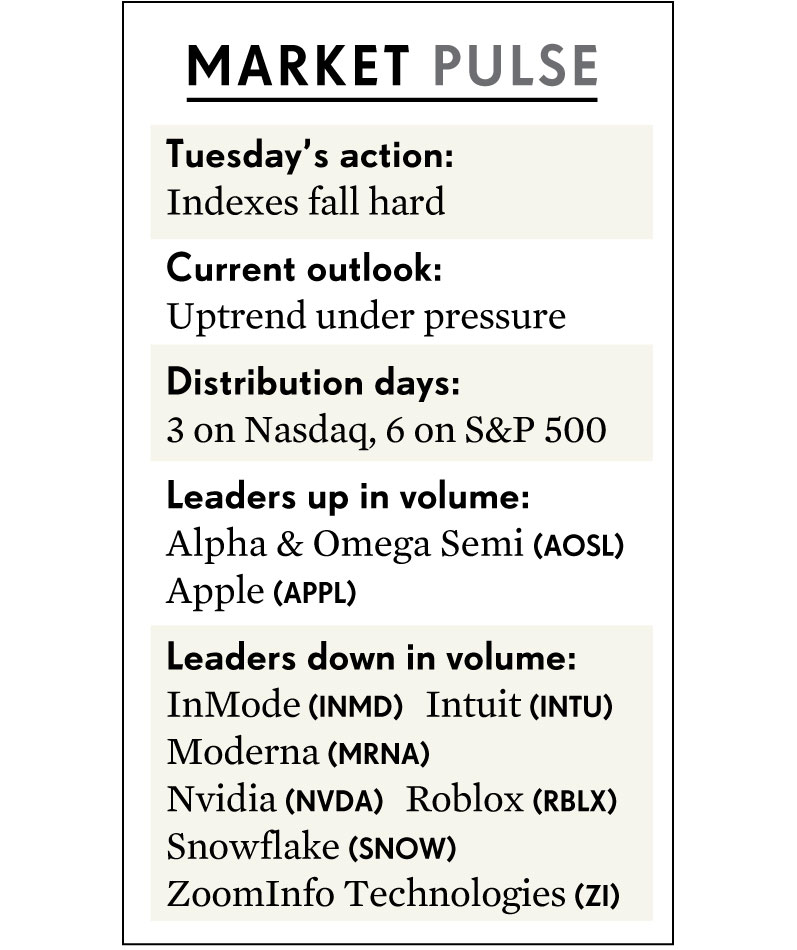 MARKET PULSE
Tuesday’s action:
Indexes fall hard
Current outlook:
Uptrend under pressure
Distribution days:
3 on Nasdaq, 6 on S&P 500
Leaders up in volume:
Alpha & Omega Semi (AOSL)
Apple (APPL)
Leaders down in volume:
InMode (INMD) Intuit (INTU)
Moderna (MRNA)
Nvidia (NVDA) Roblox (RBLX)
Snowflake (SNOW)
ZoomInfo Technologies (ZI)